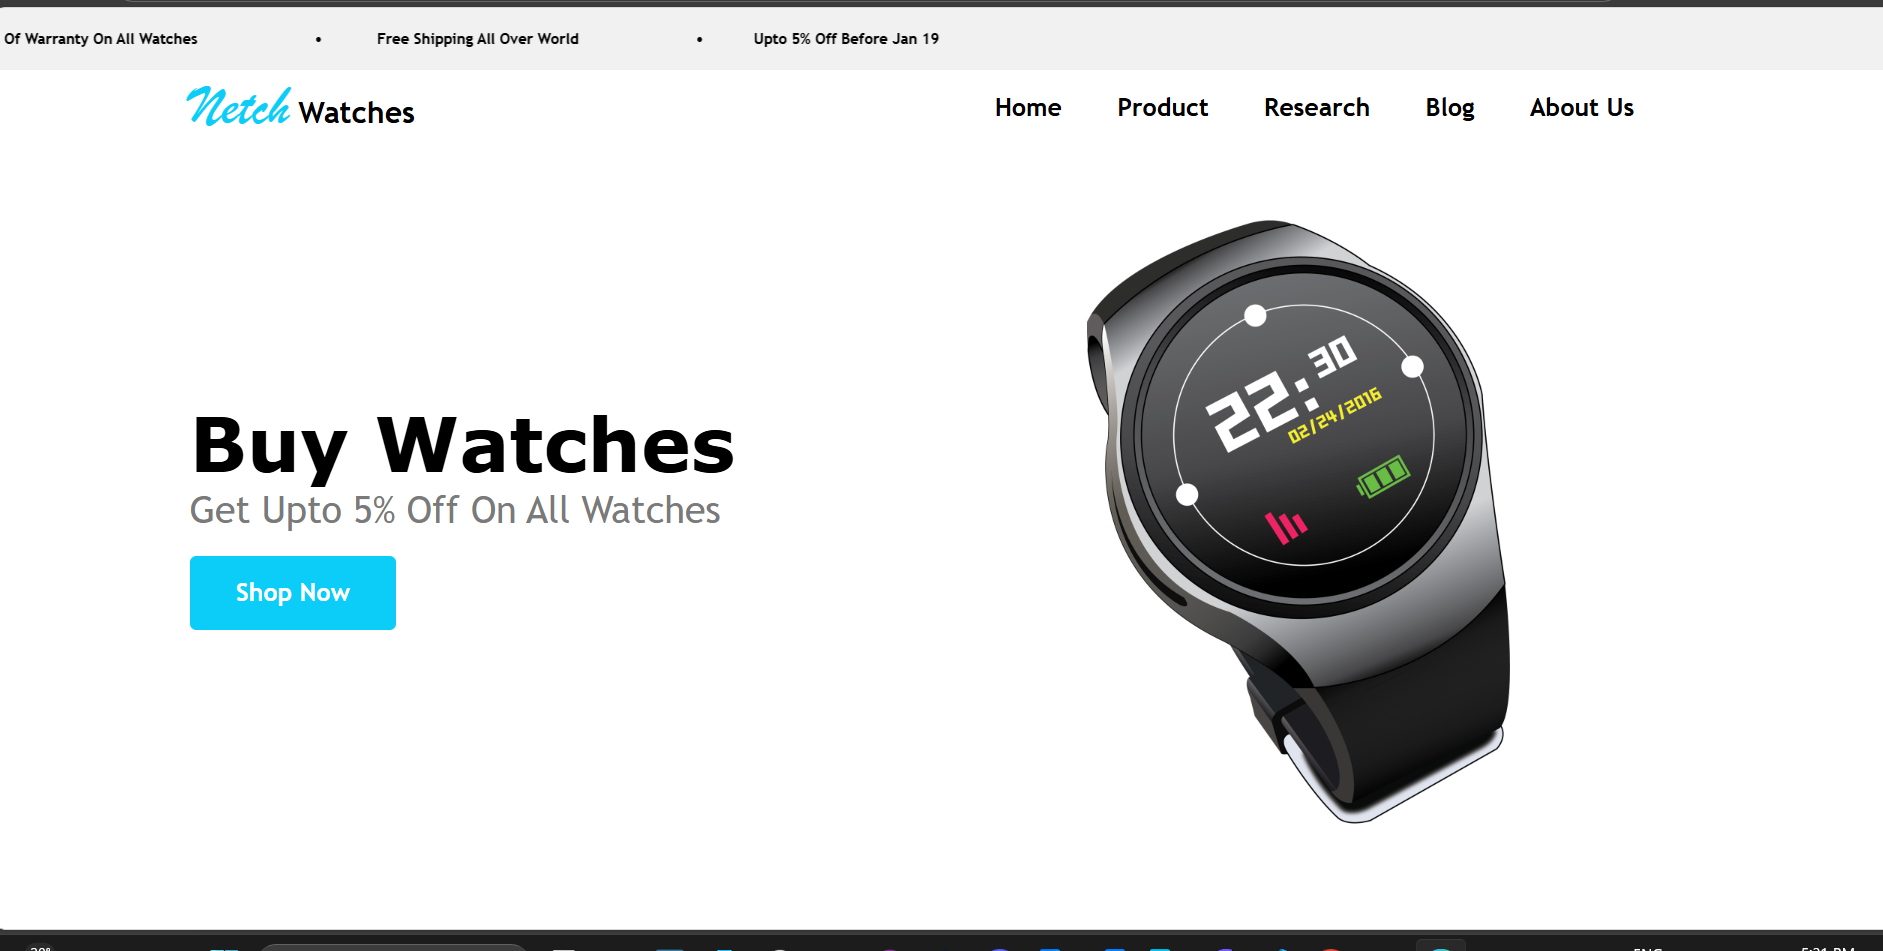 Of Warranty On All Watches • Free Shipping All Over World • Upto 5% Off Before Jan 19
Netch Watches
Home Product Research Blog About Us
22:30
02/24/2016
Buy Watches
Get Upto 5% Off On All Watches
Shop Now